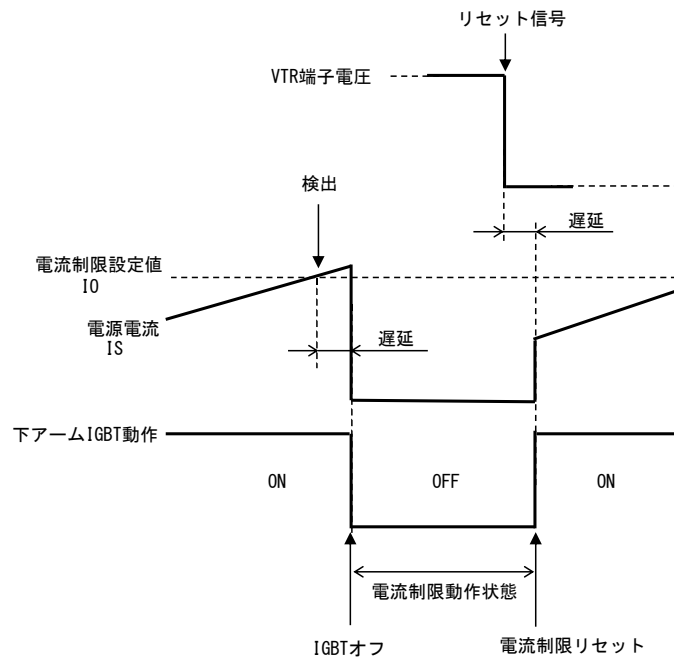 リセット信号
VTR端子電圧
検出
遅延
電流制限設定値
IO
電源電流
IS
遅延
下アームIGBT動作
ON
OFF
ON
電流制限動作状態
IGBTオフ
電流制限リセット